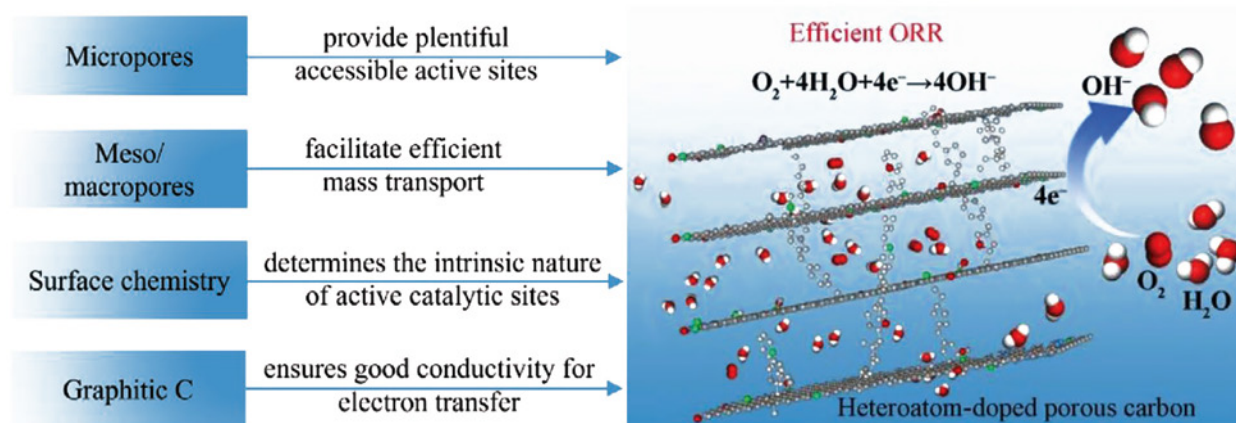 Micropores
provide plentiful
accessible active sites
Meso/
macropores
facilitate efficient
mass transport
Surface chemistry
determines the intrinsic nature
of active catalytic sites
Graphitic C
ensures good conductivity for
electron transfer
Efficient ORR
O₂+4H₂O+4e⁻→4OH⁻
OH⁻
4e⁻
O₂
H₂O
Heteroatom-doped porous carbon